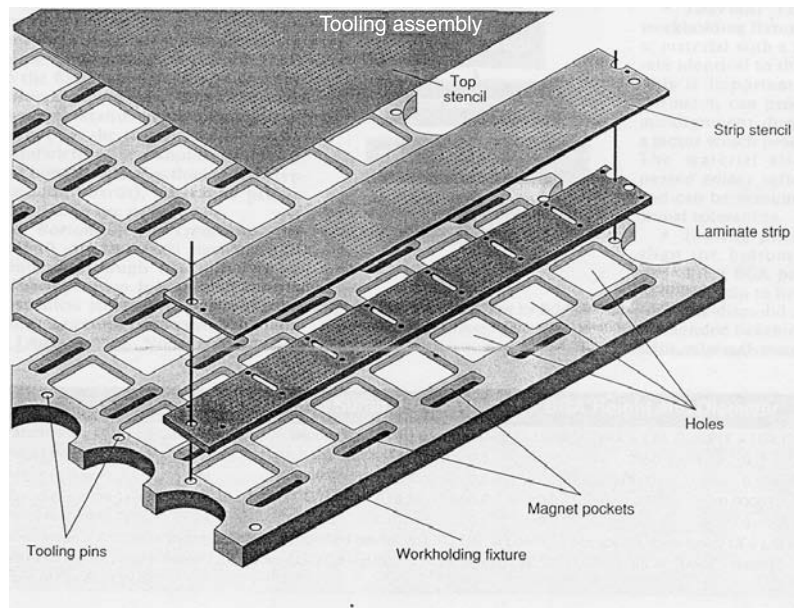 Tooling assembly
Top
stencil
Strip stencil
Laminate strip
Holes
Magnet pockets
Workholding fixture
Tooling pins